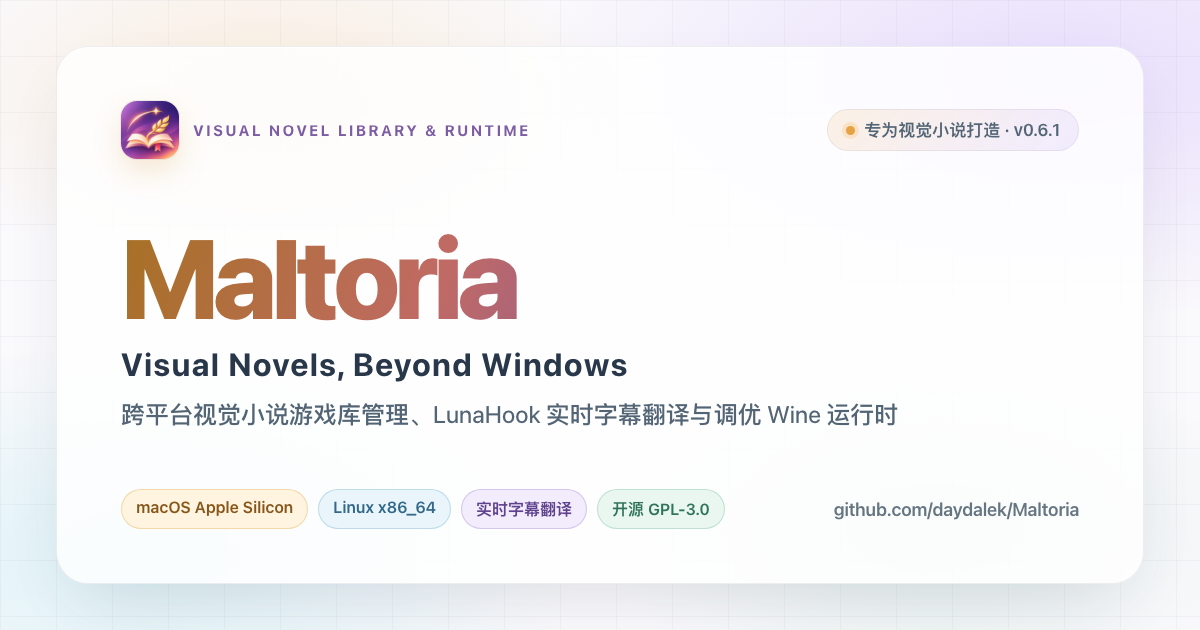 VISUAL NOVEL LIBRARY & RUNTIME
专为视觉小说打造 · v0.6.1
Maltoria
Visual Novels, Beyond Windows
跨平台视觉小说游戏库管理、LunaHook 实时字幕翻译与调优 Wine 运行时
macOS Apple Silicon
Linux x86_64
实时字幕翻译
开源 GPL-3.0
github.com/daydalek/Maltoria